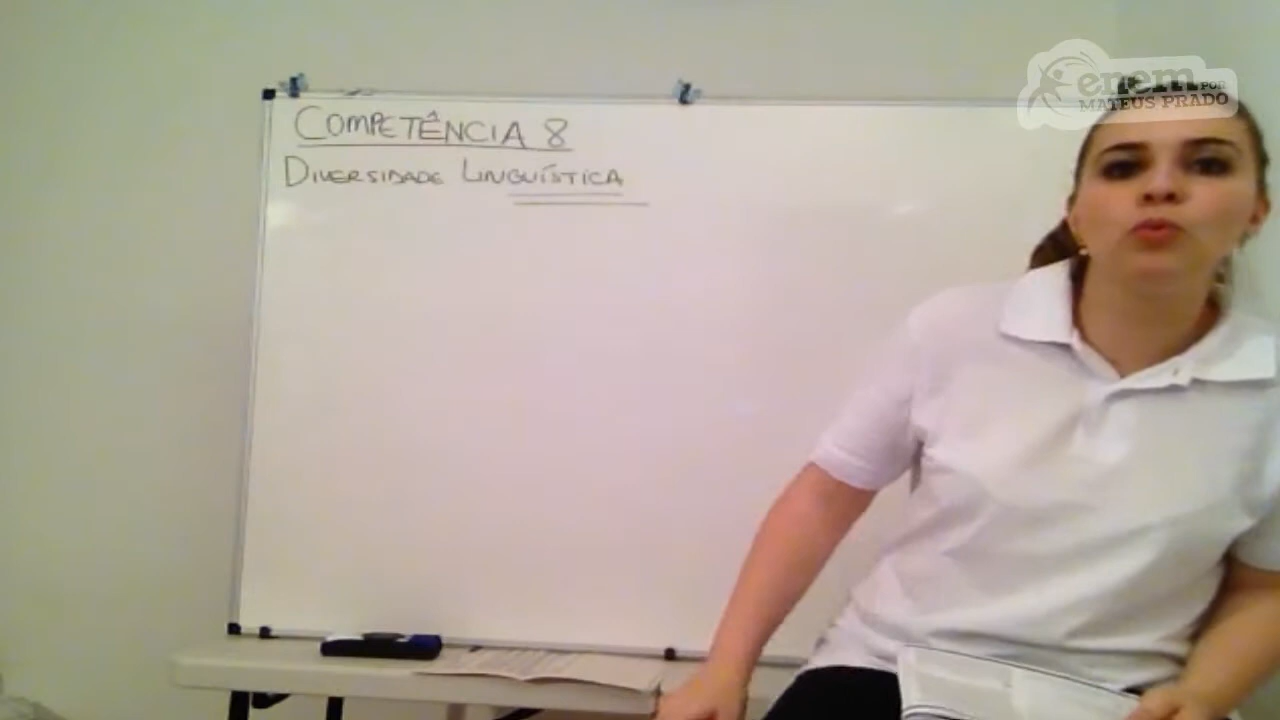 COMPETÊNCIA 8
DIVERSIDADE LINGUÍSTICA
enem POR
MATEUS PRADO